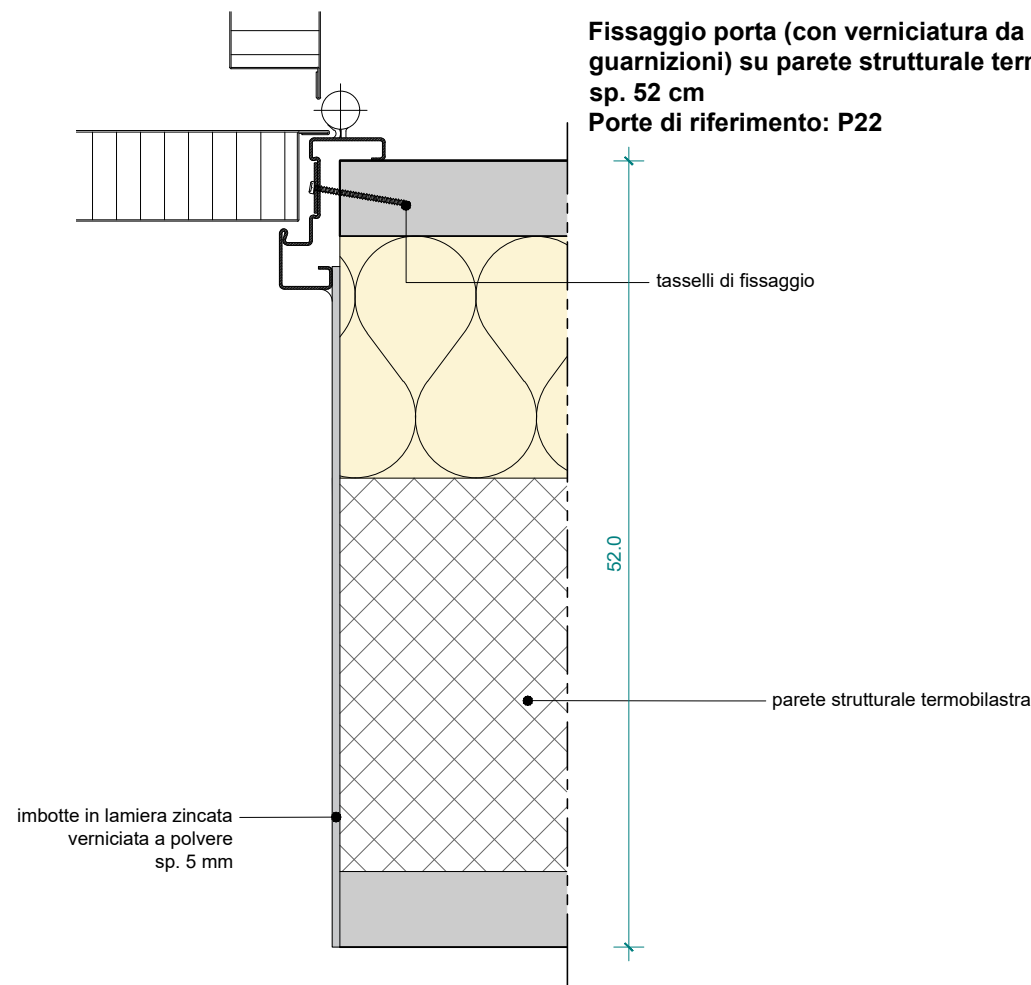 Fissaggio porta (con verniciatura da
guarnizioni) su parete strutturale
sp. 52 cm
Porte di riferimento: P22
tasselli di fissaggio
52.0
parete strutturale termobilastra
imbotte in lamiera zincata
verniciata a polvere
sp. 5 mm